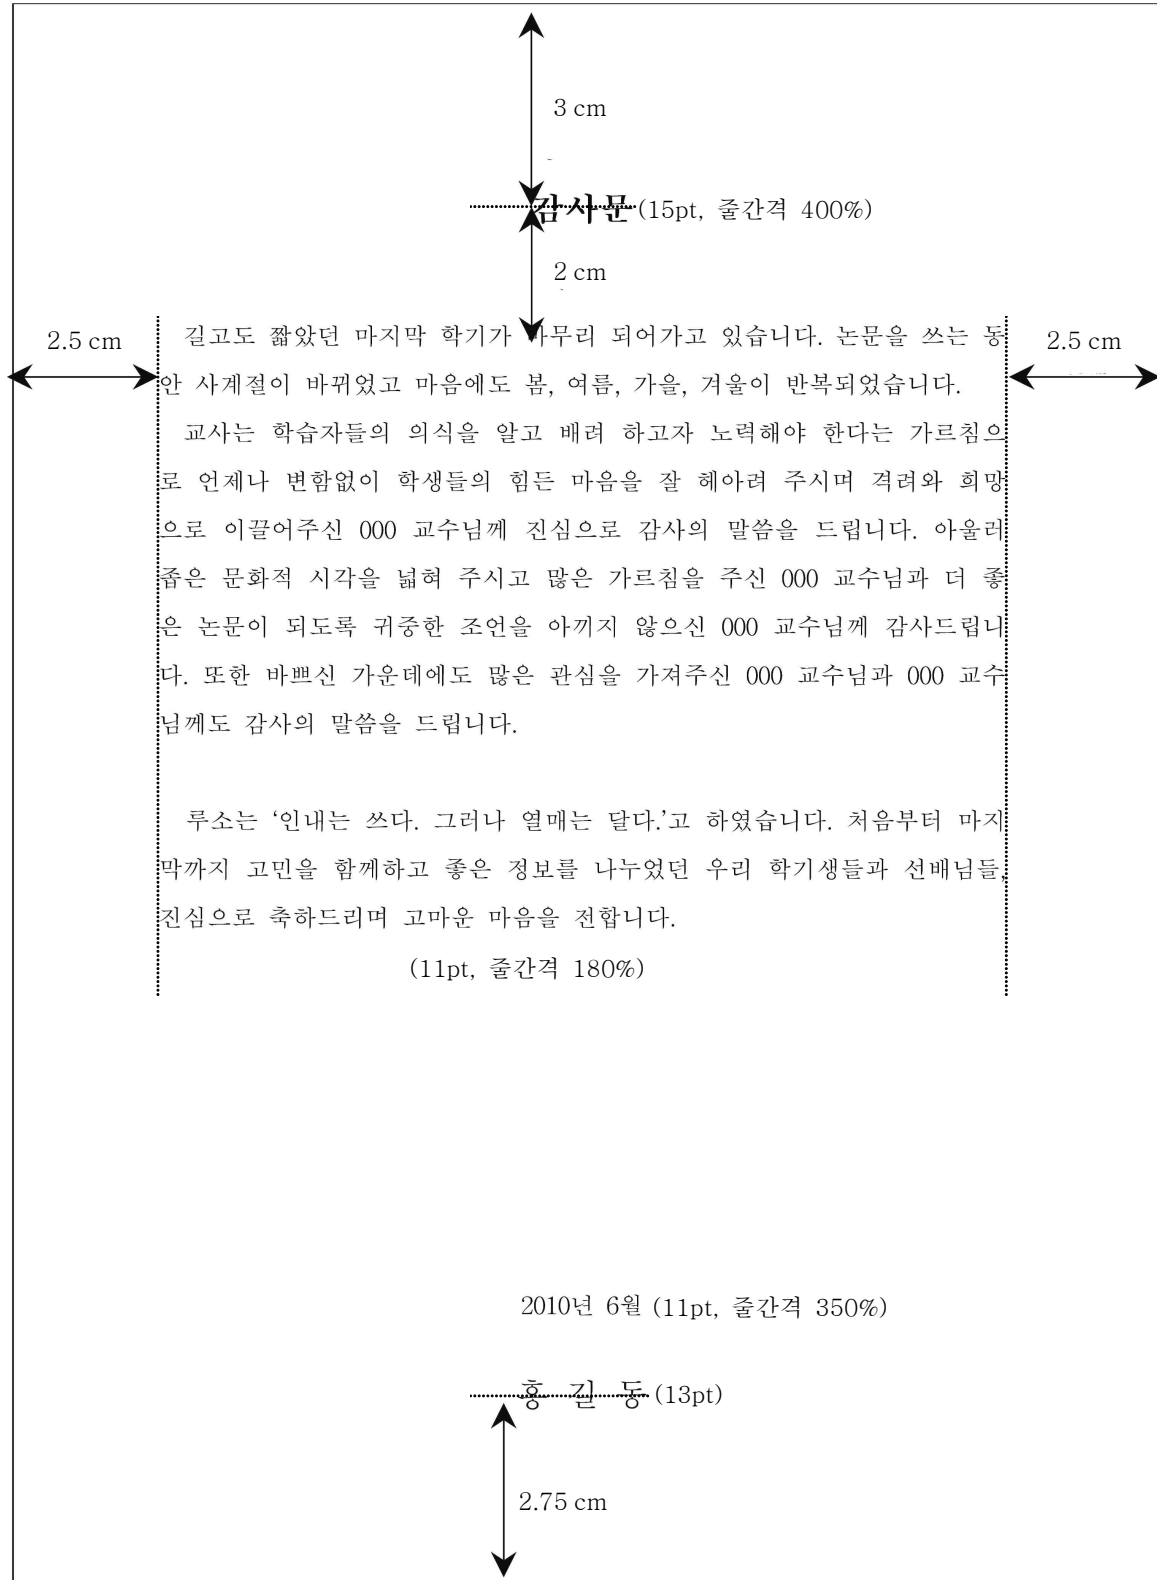 3 cm
감사문 (15pt, 줄간격 400%)
2 cm
2.5 cm
2.5 cm
길고도 짧았던 마지막 학기가 마무리 되어가고 있습니다. 논문을 쓰는 동
안 사계절이 바뀌었고 마음에도 봄, 여름, 가을, 겨울이 반복되었습니다.
교사는 학습자들의 의식을 알고 배려 하고자 노력해야 한다는 가르침으
로 언제나 변함없이 학생들의 힘든 마음을 잘 헤아려 주시며 격려와 희망
으로 이끌어주신 000 교수님께 진심으로 감사의 말씀을 드립니다. 아울러
좁은 문화적 시각을 넓혀 주시고 많은 가르침을 주신 000 교수님과 더 좋
은 논문이 되도록 귀중한 조언을 아끼지 않으신 000 교수님께 감사드립니
다. 또한 바쁘신 가운데에도 많은 관심을 가져주신 000 교수님과 000 교수
님께도 감사의 말씀을 드립니다.
루소는 ‘인내는 쓰다. 그러나 열매는 달다.’고 하였습니다. 처음부터 마지
막까지 고민을 함께하고 좋은 정보를 나누었던 우리 학기생들과 선배님들,
진심으로 축하드리며 고마운 마음을 전합니다.
(11pt, 줄간격 180%)
2010년 6월 (11pt, 줄간격 350%)
홍 길 동 (13pt)
2.75 cm